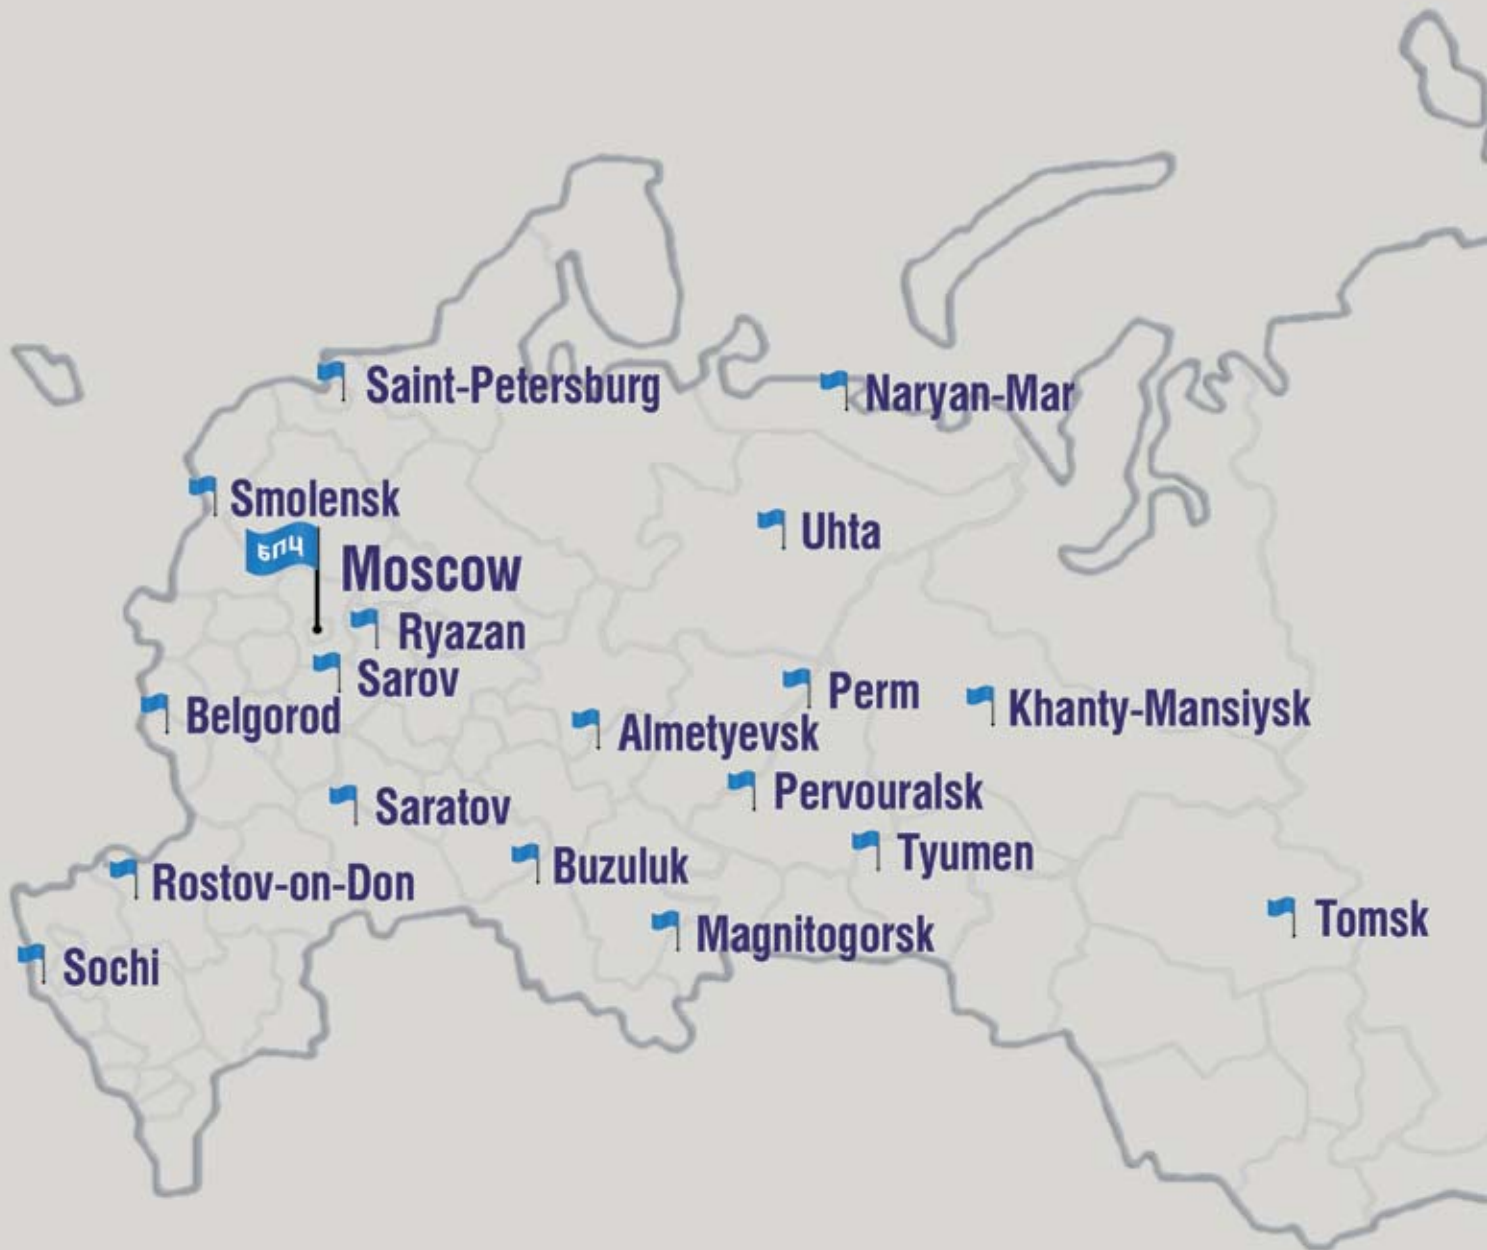 Saint-Petersburg
Naryan-Mar
Smolensk
Uhta
БПЧ
Moscow
Ryazan
Sarov
Perm
Khanty-Mansiysk
Belgorod
Almetyevsk
Pervouralsk
Saratov
Tyumen
Buzuluk
Rostov-on-Don
Tomsk
Magnitogorsk
Sochi